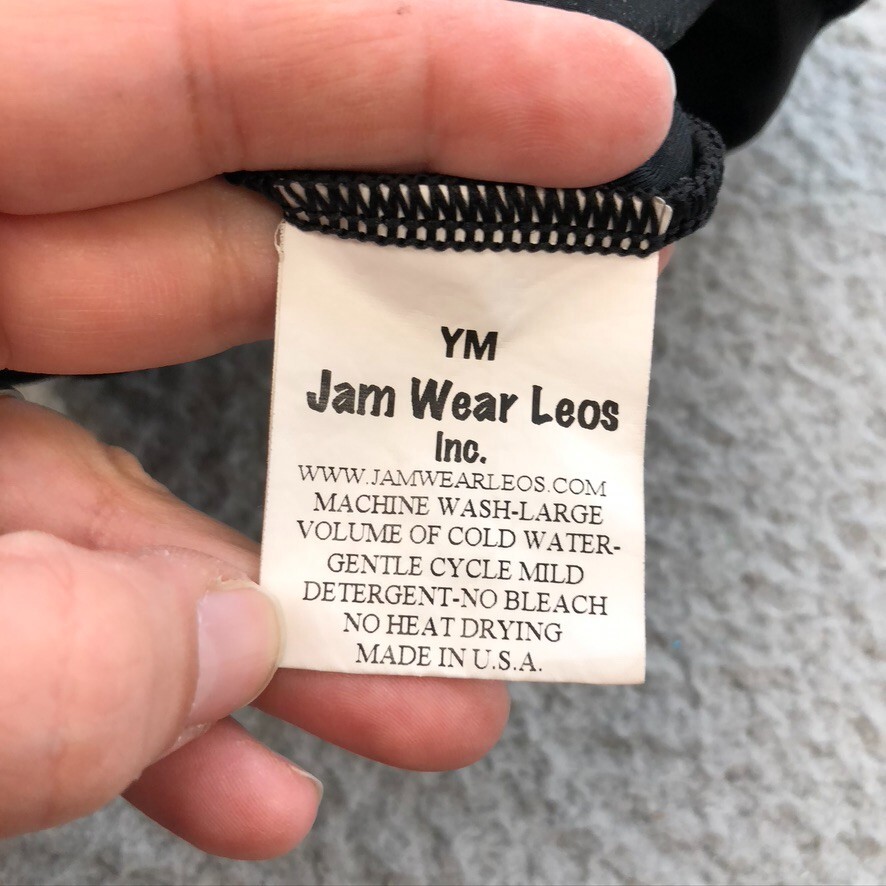 YM
Jam Wear Leos
Inc.
WWW.JAMWEARLEOS.COM
MACHINE WASH-LARGE
VOLUME OF COLD WATER-
GENTLE CYCLE MILD
DETERGENT-NO BLEACH
NO HEAT DRYING
MADE IN U.S.A.